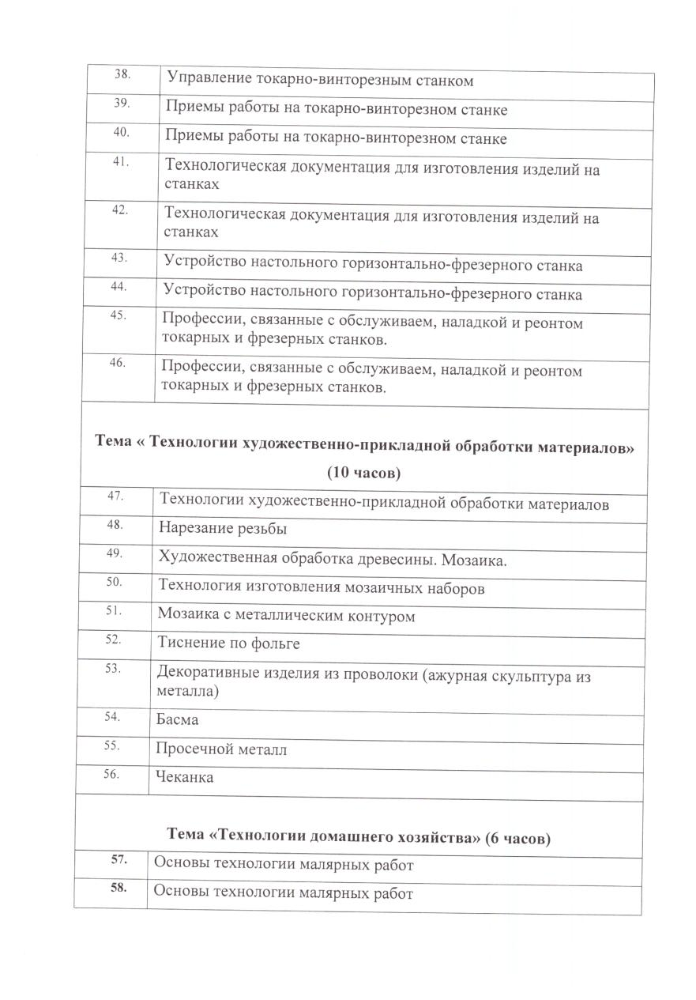 38. Управление токарно-винторезным станком
39. Приемы работы на токарно-винторезном станке
40. Приемы работы на токарно-винторезном станке
41. Технологическая документация для изготовления изделий на
станках
42. Технологическая документация для изготовления изделий на
станках
43. Устройство настольного горизонтально-фрезерного станка
44. Устройство настольного горизонтально-фрезерного станка
45. Профессии, связанные с обслуживаем, наладкой и реонтом
токарных и фрезерных станков.
46. Профессии, связанные с обслуживаем, наладкой и реонтом
токарных и фрезерных станков.
Тема « Технологии художественно-прикладной обработки материалов»
(10 часов)
47. Технологии художественно-прикладной обработки материалов
48. Нарезание резьбы
49. Художественная обработка древесины. Мозаика.
50. Технология изготовления мозаичных наборов
51. Мозаика с металлическим контуром
52. Тиснение по фольге
53. Декоративные изделия из проволоки (ажурная скульптура из
металла)
54. Басма
55. Просечной металл
56. Чеканка
Тема «Технологии домашнего хозяйства» (6 часов)
57. Основы технологии малярных работ
58. Основы технологии малярных работ